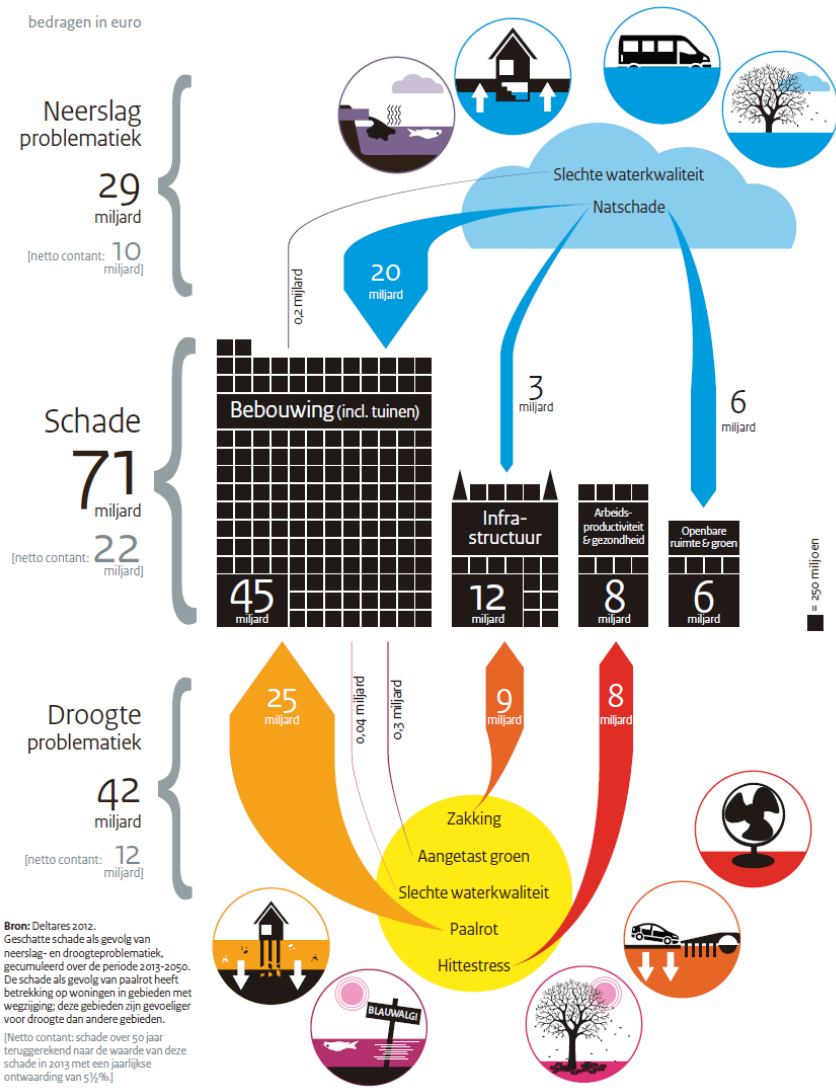 bedragen in euro
Neerslag
problematiek
29
miljard
[netto contant: 10
miljard]
Slechte waterkwaliteit
Natschade
0,2 miljard
20
miljard
3
miljard
6
miljard
Schade
71
miljard
[netto contant: 22
miljard]
Bebouwing (incl. tuinen)
45
miljard
Infra-
structuur
12
miljard
Arbeids-
productiviteit
& gezondheid
8
miljard
Openbare
ruimte & groen
6
miljard
= 250 miljoen
Droogte
problematiek
42
miljard
[netto contant: 12
miljard]
25
miljard
0,04 miljard
0,3 miljard
9
miljard
8
miljard
Zakking
Aangetast groen
Slechte waterkwaliteit
Paalrot
Hittestress
BLAUWALG!
Bron: Deltares 2012.
Geschatte schade als gevolg van
neerslag- en droogteproblematiek,
gecumuleerd over de periode 2013-2050.
De schade als gevolg van paalrot heeft
betrekking op woningen in gebieden met
wegzijging; deze gebieden zijn gevoeliger
voor droogte dan andere gebieden.
[Netto contant: schade over 50 jaar
teruggerekend naar de waarde van deze
schade in 2013 met een jaarlijkse
ontwaarding van 5½%.]